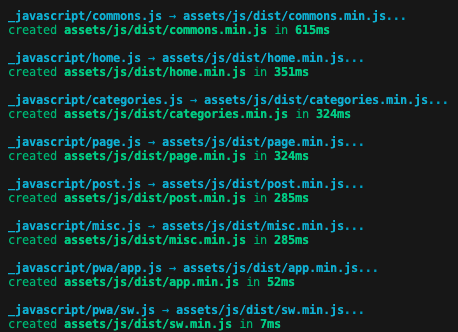 _javascript/commons.js → assets/js/dist/commons.min.js...
created assets/js/dist/commons.min.js in 615ms
_javascript/home.js → assets/js/dist/home.min.js...
created assets/js/dist/home.min.js in 351ms
_javascript/categories.js → assets/js/dist/categories.min.js...
created assets/js/dist/categories.min.js in 324ms
_javascript/page.js → assets/js/dist/page.min.js...
created assets/js/dist/page.min.js in 324ms
_javascript/post.js → assets/js/dist/post.min.js...
created assets/js/dist/post.min.js in 285ms
_javascript/misc.js → assets/js/dist/misc.min.js...
created assets/js/dist/misc.min.js in 285ms
_javascript/pwa/app.js → assets/js/dist/app.min.js...
created assets/js/dist/app.min.js in 52ms
_javascript/pwa/sw.js → assets/js/dist/sw.min.js...
created assets/js/dist/sw.min.js in 7ms